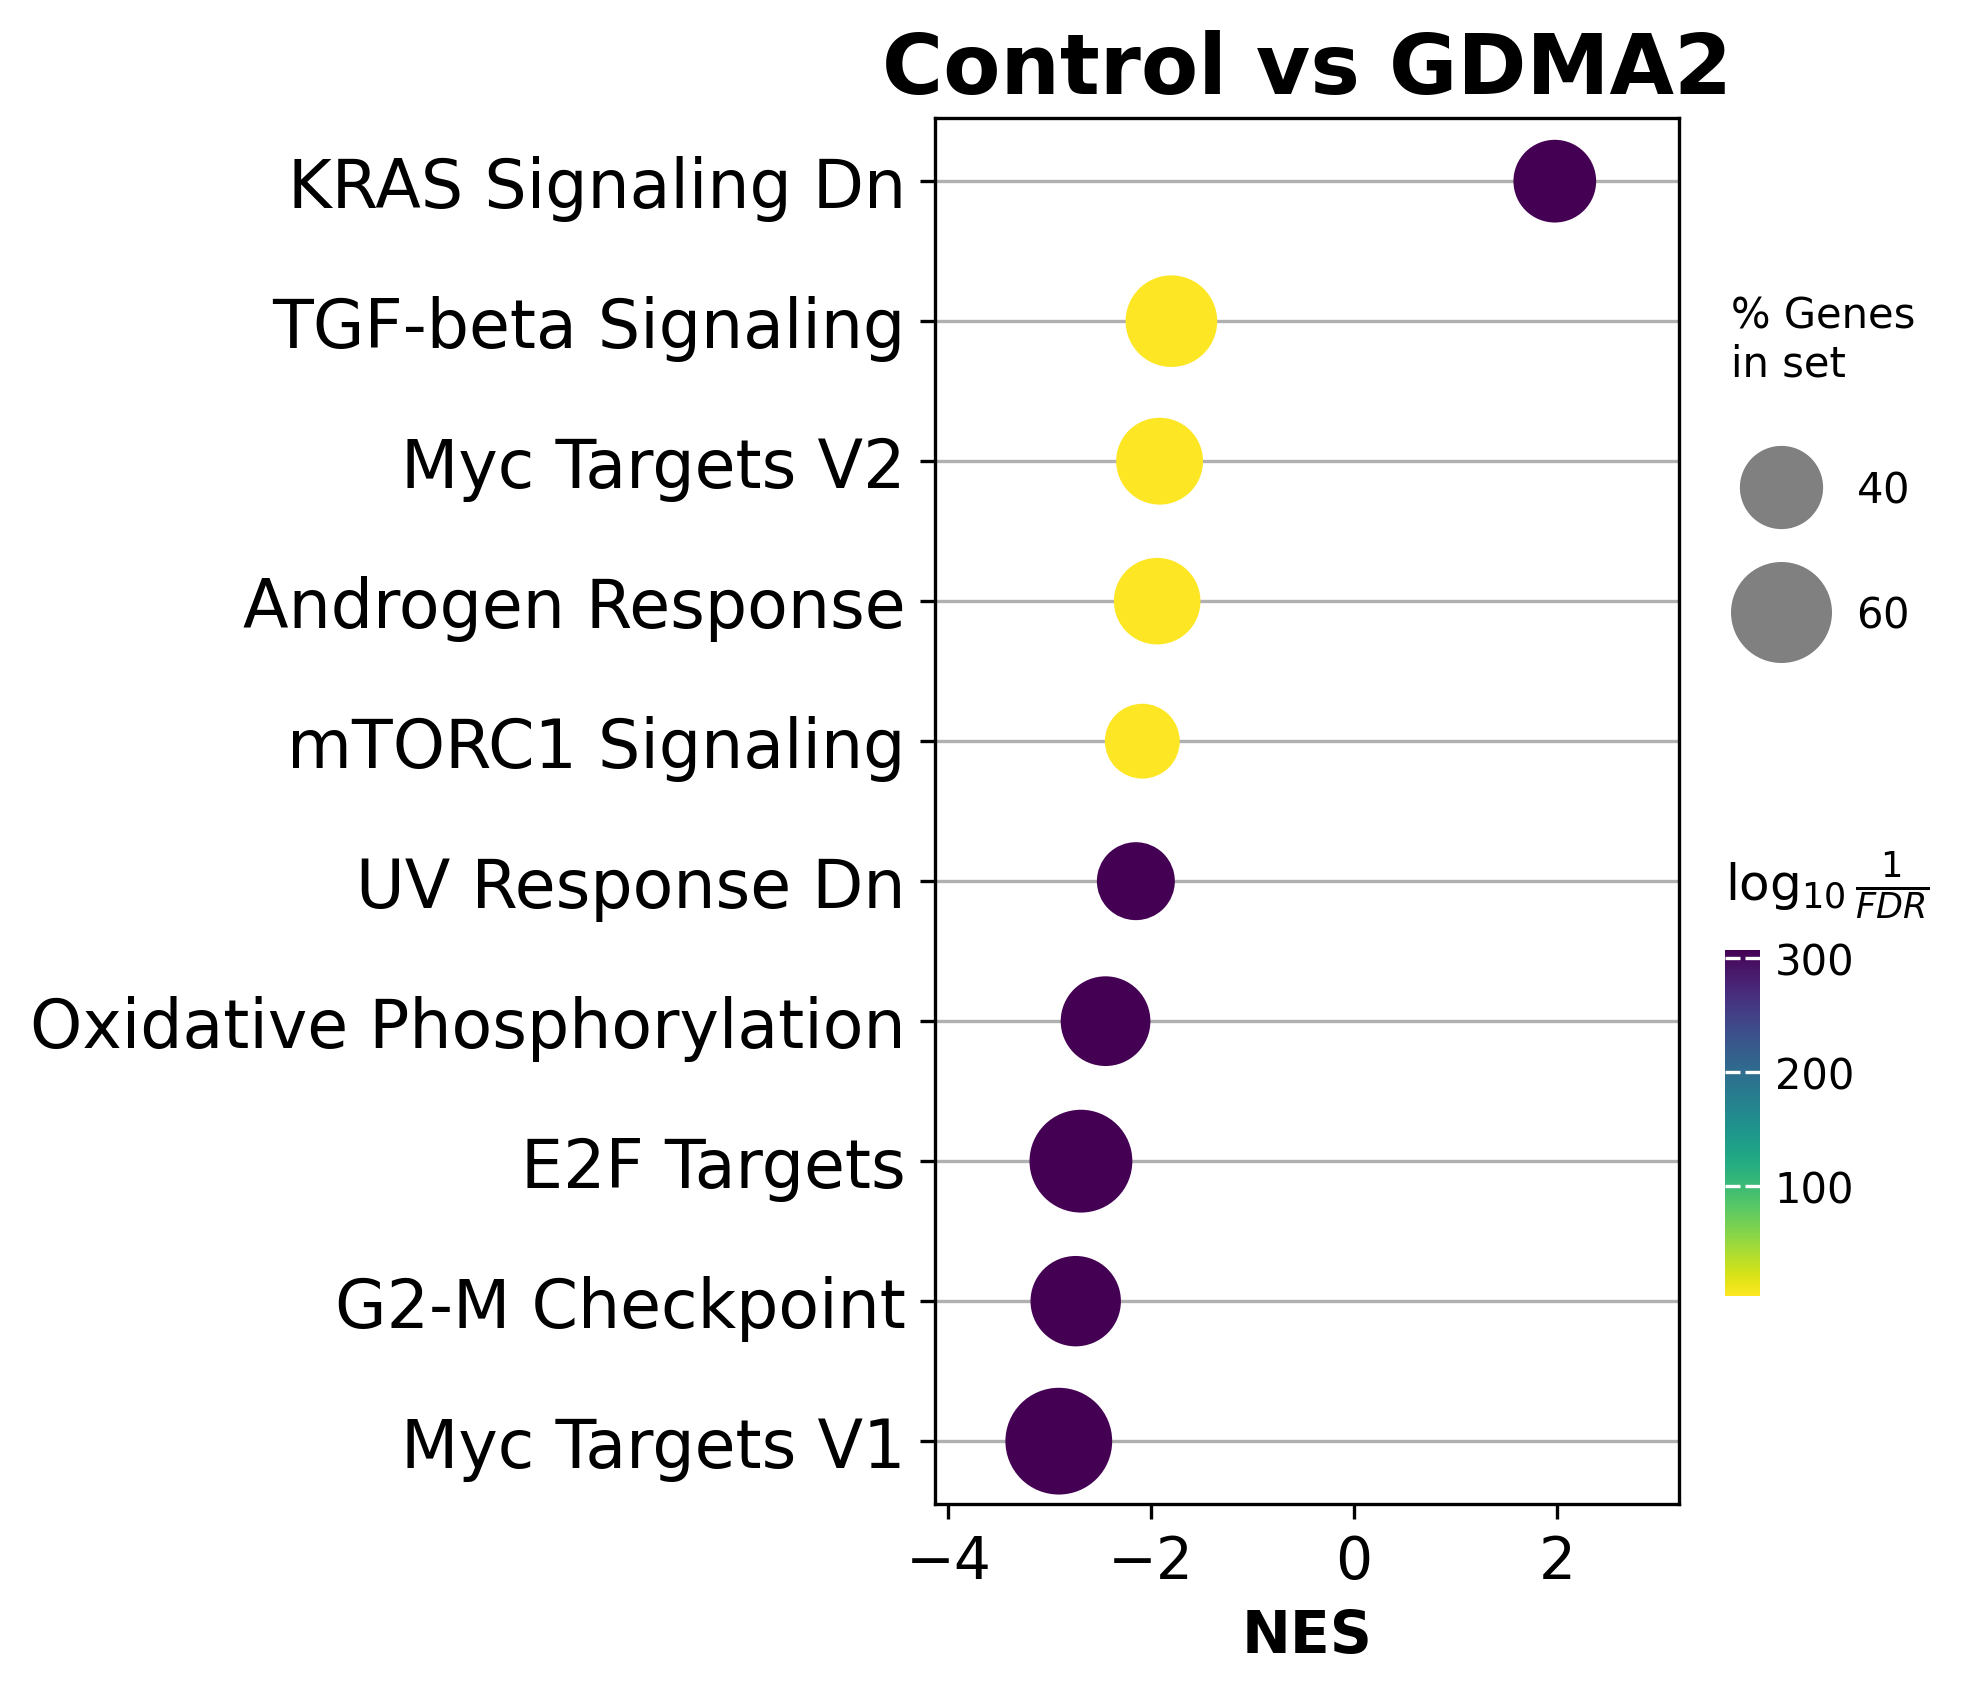 Control vs GDMA2
KRAS Signaling Dn
TGF-beta Signaling
Myc Targets V2
Androgen Response
mTORC1 Signaling
UV Response Dn
Oxidative Phosphorylation
E2F Targets
G2-M Checkpoint
Myc Targets V1
−4 −2 0 2
NES
% Genes
in set
40
60
log₁₀ 1/FDR
300
200
100